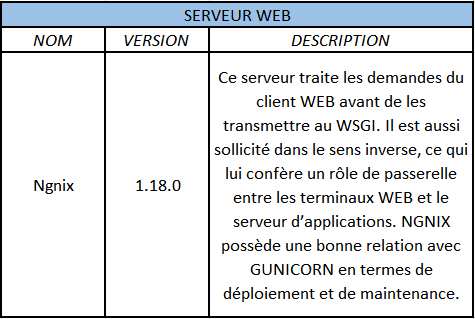 SERVEUR WEB
NOM VERSION DESCRIPTION
Ngnix 1.18.0
Ce serveur traite les demandes du
client WEB avant de les
transmettre au WSGI. Il est aussi
sollicité dans le sens inverse, ce qui
lui confère un rôle de passerelle
entre les terminaux WEB et le
serveur d’applications. NGNIX
possède une bonne relation avec
GUNICORN en termes de
déploiement et de maintenance.